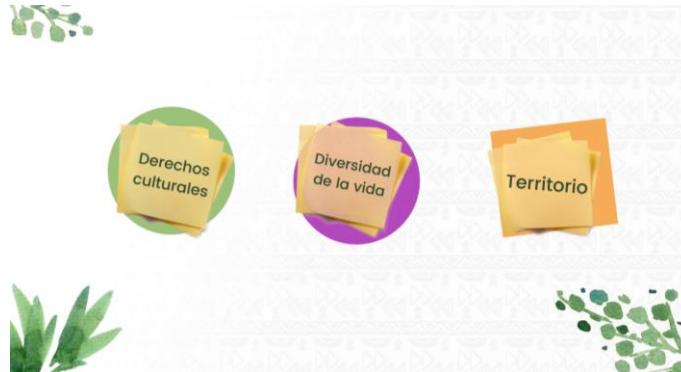 Derechos
culturales
Diversidad
de la vida
Territorio